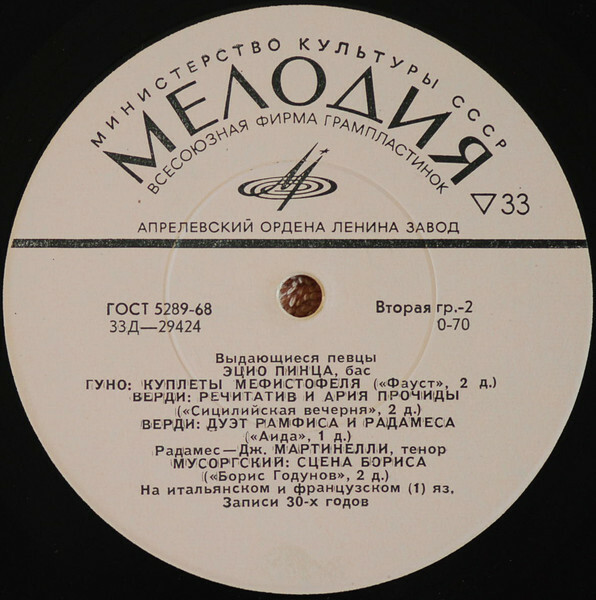 МИНИСТЕРСТВО КУЛЬТУРЫ СССР
МЕЛОДИЯ
ВСЕСОЮЗНАЯ ФИРМА ГРАМПЛАСТИНОК
▽33
АПРЕЛЕВСКИЙ ОРДЕНА ЛЕНИНА ЗАВОД
ГОСТ 5289-68
33Д—29424
Вторая гр.-2
0-70
Выдающиеся певцы
ЭЦИО ПИНЦА, бас
ГУНО: КУПЛЕТЫ МЕФИСТОФЕЛЯ («Фауст», 2 д.)
ВЕРДИ: РЕЧИТАТИВ И АРИЯ ПРОЧИДЫ
(«Сицилийская вечерня», 2 д.)
ВЕРДИ: ДУЭТ РАМФИСА И РАДАМЕСА
(«Аида», 1 д.)
Радамес—Дж. МАРТИНЕЛЛИ, тенор
МУСОРГСКИЙ: СЦЕНА БОРИСА
(«Борис Годунов», 2 д.)
На итальянском и французском (1) яз.
Записи 30-х годов